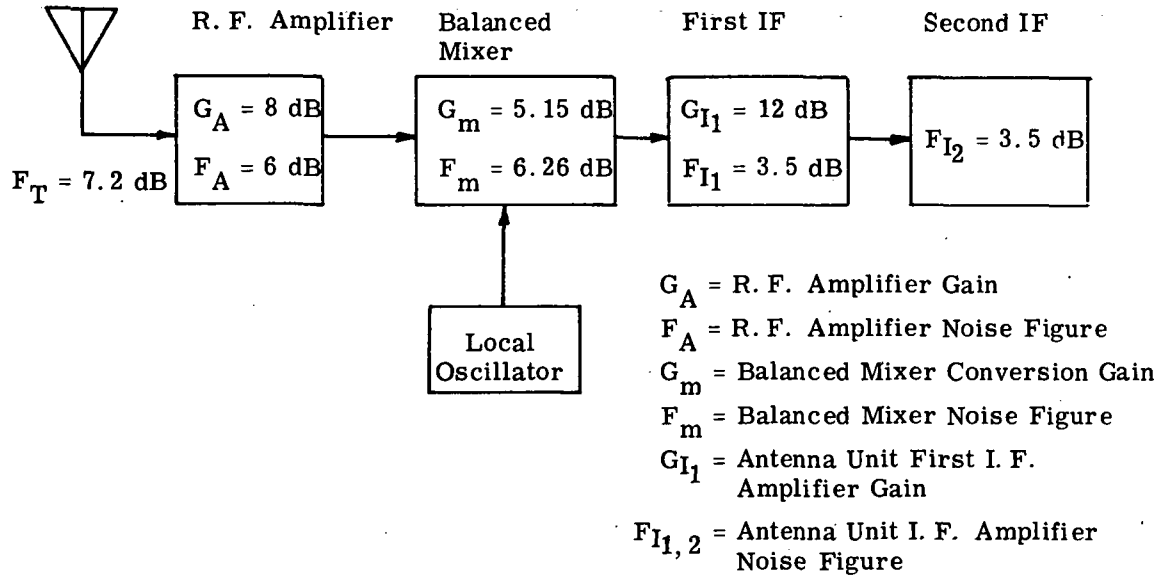 R. F. Amplifier
Balanced
Mixer
First IF
Second IF
G_A = 8 dB
F_A = 6 dB
G_m = 5.15 dB
F_m = 6.26 dB
G_I1 = 12 dB
F_I1 = 3.5 dB
F_I2 = 3.5 dB
F_T = 7.2 dB
Local
Oscillator
G_A = R. F. Amplifier Gain
F_A = R. F. Amplifier Noise Figure
G_m = Balanced Mixer Conversion Gain
F_m = Balanced Mixer Noise Figure
G_I1 = Antenna Unit First I. F.
Amplifier Gain
F_I1, 2 = Antenna Unit I. F. Amplifier
Noise Figure